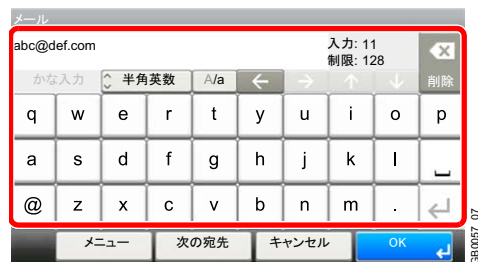 メール
abc@def.com 入力: 11
制限: 128
かな入力 半角英数 A/a ← → ↑ ↓ 削除
q w e r t y u i o p
a s d f g h j k l
@ z x c v b n m .
メニュー 次の宛先 キャンセル OK
GB0057_07